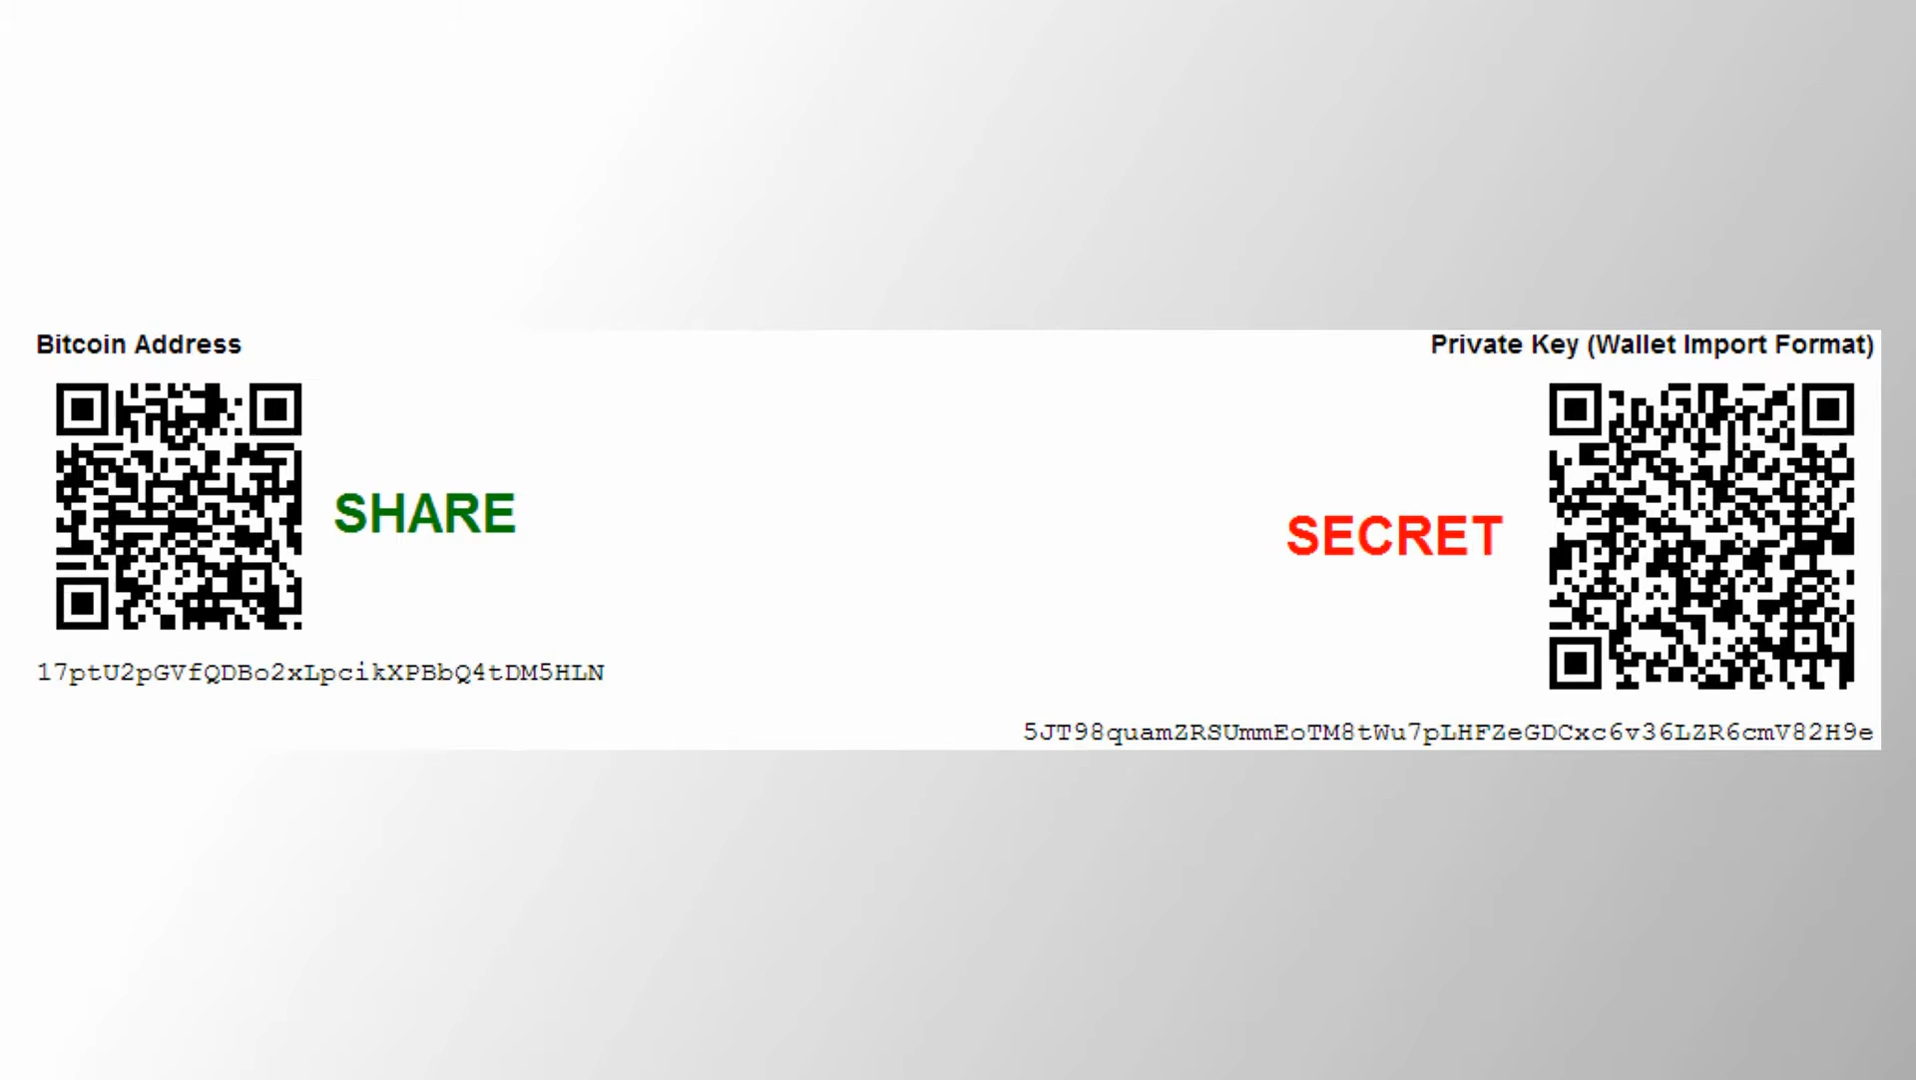 Bitcoin Address
Private Key (Wallet Import Format)
SHARE
SECRET
17ptU2pGVfQDBo2xLpcikXPBbQ4tDM5HLN
5JT98quamZRSUmmEoTM8tWu7pLHFZeGDCxc6v36LZR6cmV82H9e